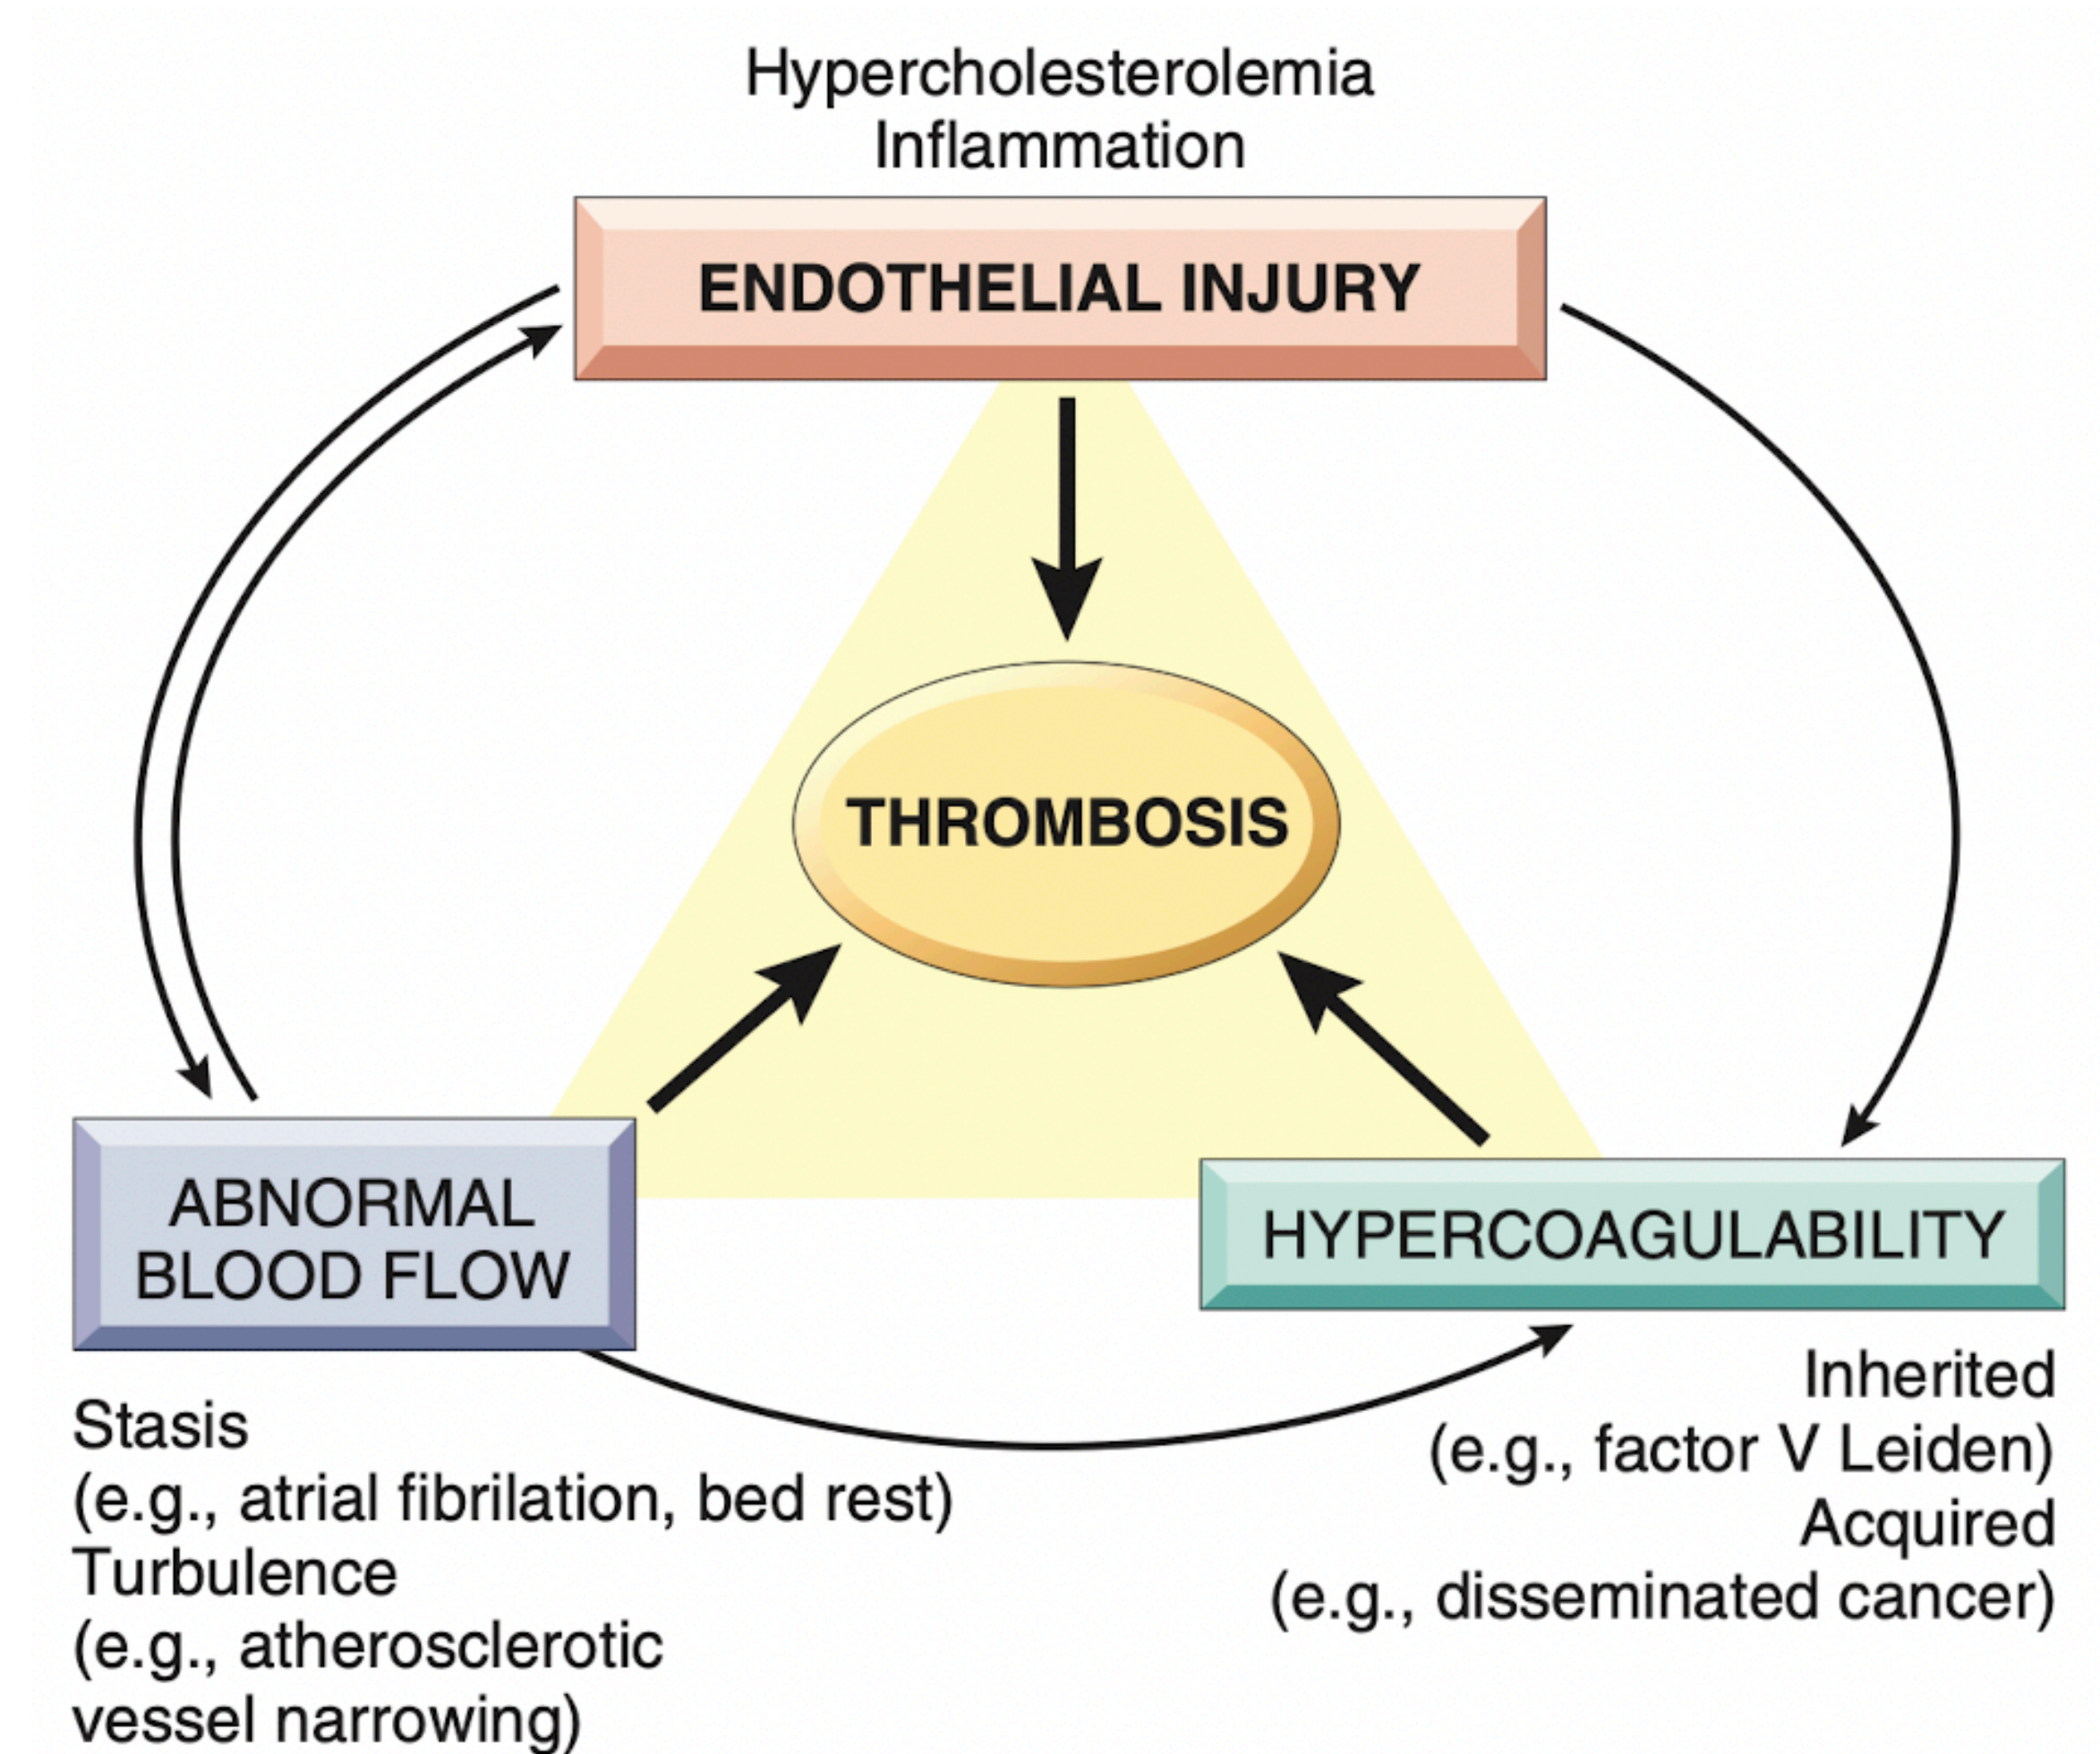 Hypercholesterolemia
Inflammation
ENDOTHELIAL INJURY
THROMBOSIS
ABNORMAL
BLOOD FLOW
HYPERCOAGULABILITY
Stasis
(e.g., atrial fibrilation, bed rest)
Turbulence
(e.g., atherosclerotic
vessel narrowing)
Inherited
(e.g., factor V Leiden)
Acquired
(e.g., disseminated cancer)